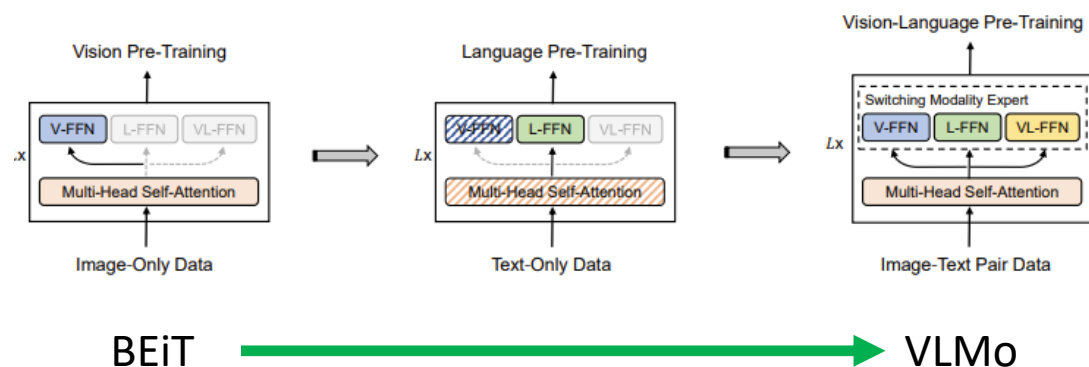 Vision Pre-Training
V-FFN
L-FFN
VL-FFN
.x
Multi-Head Self-Attention
Image-Only Data
Language Pre-Training
V-FFN
L-FFN
VL-FFN
Lx
Multi-Head Self-Attention
Text-Only Data
Vision-Language Pre-Training
Switching Modality Expert
V-FFN
L-FFN
VL-FFN
Lx
Multi-Head Self-Attention
Image-Text Pair Data
BEiT
VLMo